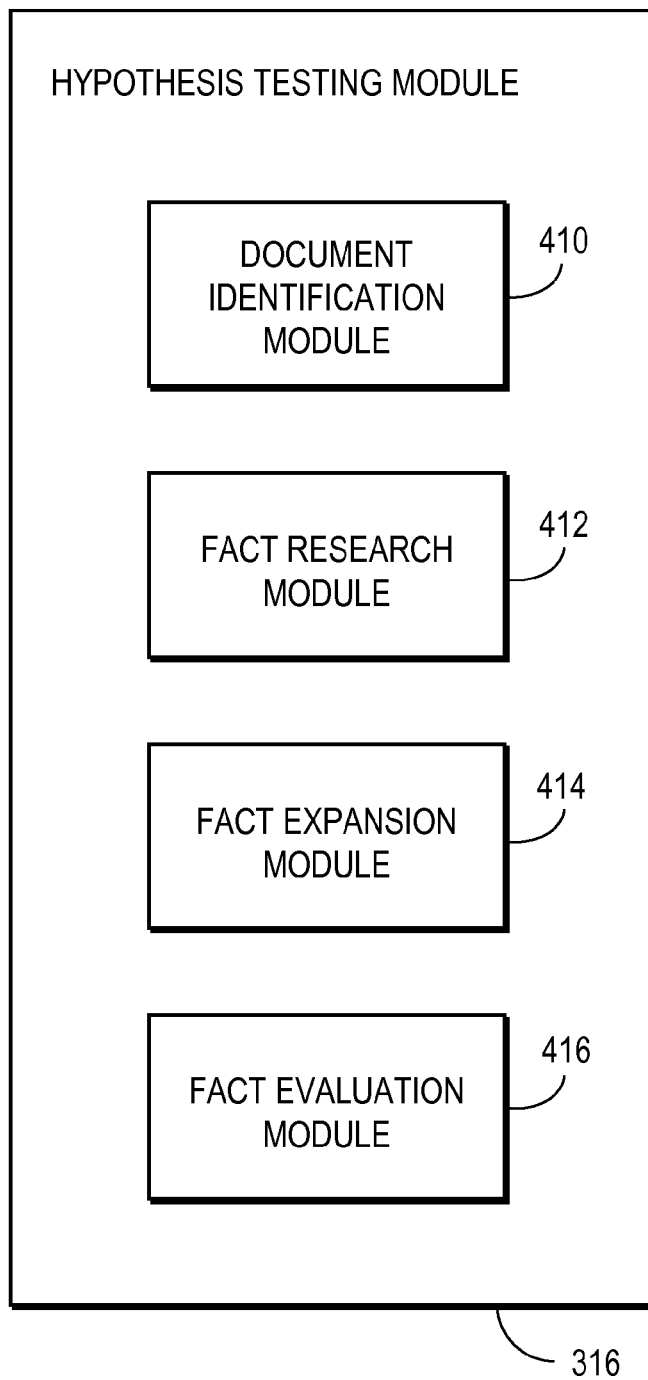 HYPOTHESIS TESTING MODULE
DOCUMENT
IDENTIFICATION
MODULE
410
FACT RESEARCH
MODULE
412
FACT EXPANSION
MODULE
414
FACT EVALUATION
MODULE
416
316